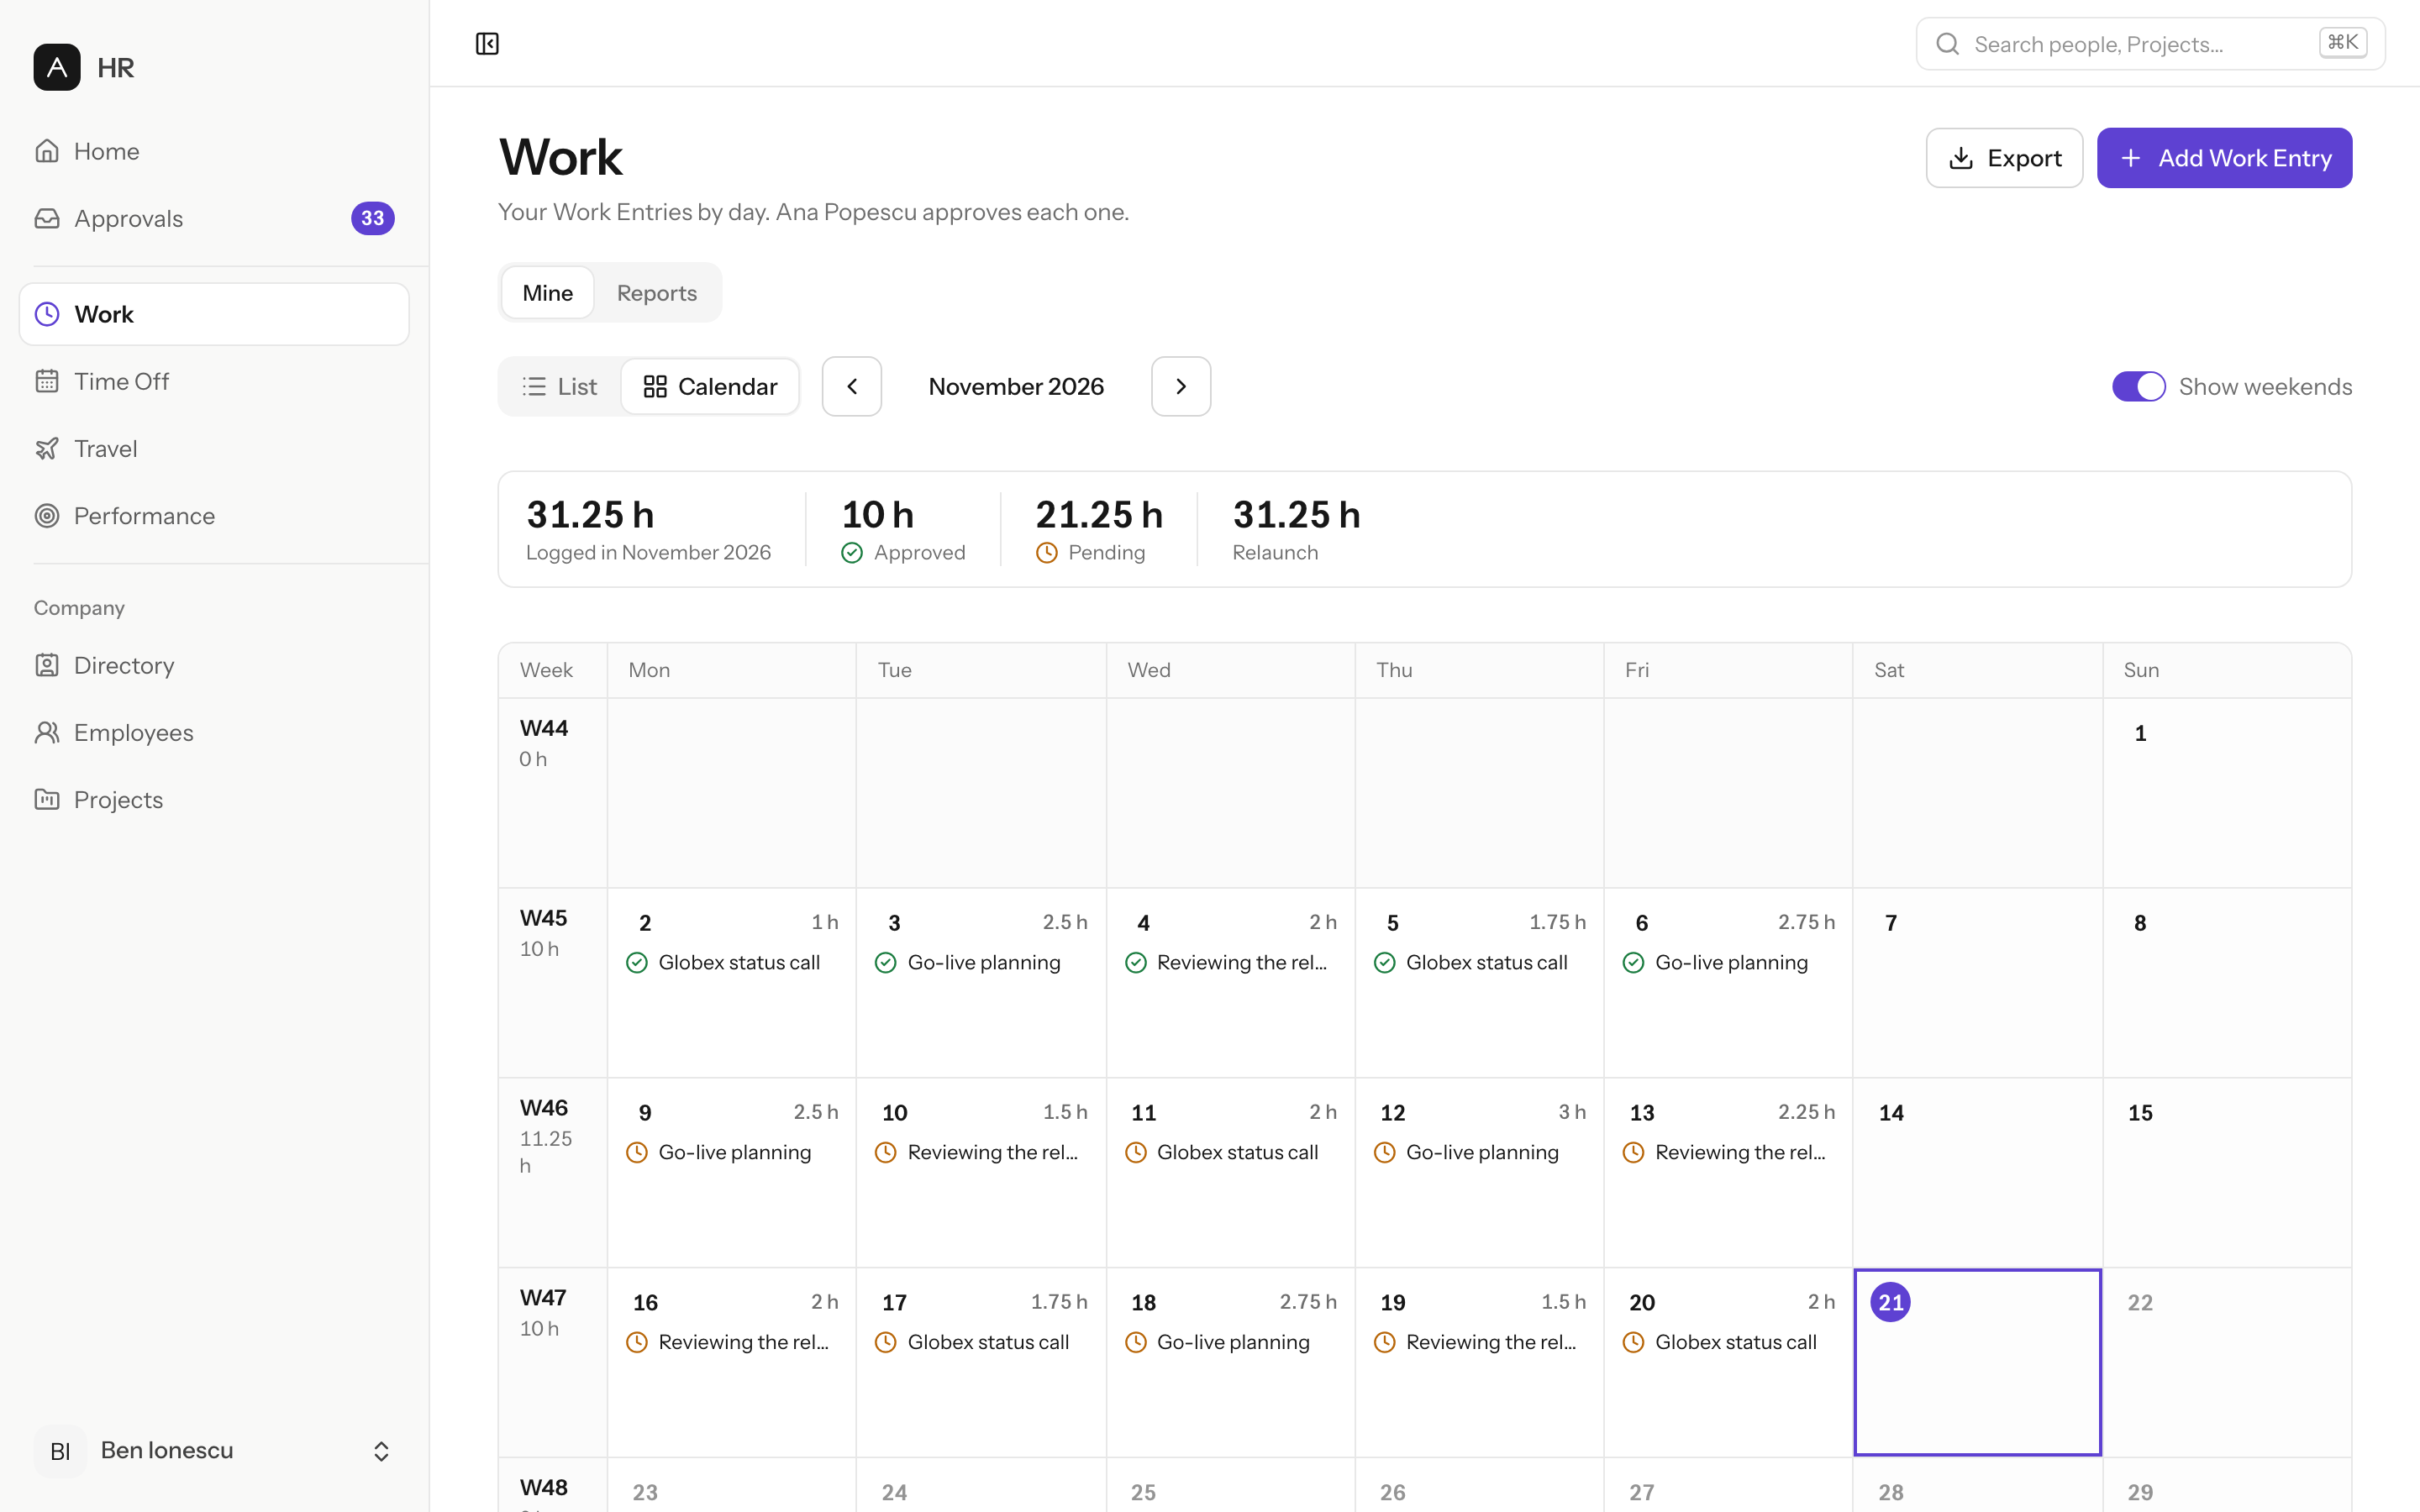 A HR
Search people, Projects... ⌘K
Home
Approvals 33
Work
Time Off
Travel
Performance
Company
Directory
Employees
Projects
BI Ben Ionescu
Work
Export
Add Work Entry
Your Work Entries by day. Ana Popescu approves each one.
Mine Reports
List Calendar November 2026 Show weekends
31.25 h 10 h 21.25 h 31.25 h
Logged in November 2026 Approved Pending Relaunch
Week Mon Tue Wed Thu Fri Sat Sun
W44 1
0 h
W45 2 1 h 3 2.5 h 4 2 h 5 1.75 h 6 2.75 h 7 8
10 h Globex status call Go-live planning Reviewing the rel... Globex status call Go-live planning
W46 9 2.5 h 10 1.5 h 11 2 h 12 3 h 13 2.25 h 14 15
11.25 Go-live planning Reviewing the rel... Globex status call Go-live planning Reviewing the rel...
h
W47 16 2 h 17 1.75 h 18 2.75 h 19 1.5 h 20 2 h 21 22
10 h Reviewing the rel... Globex status call Go-live planning Reviewing the rel... Globex status call
W48 23 24 25 26 27 28 29